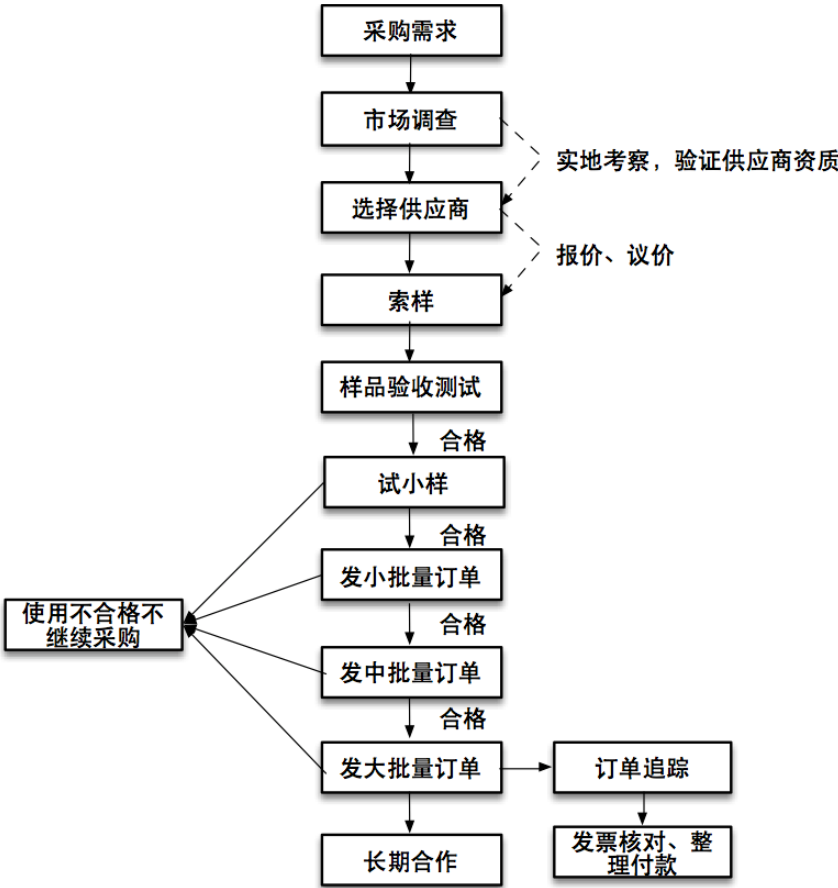 采购需求
市场调查
实地考察，验证供应商资质
选择供应商
报价、议价
索样
样品验收测试
合格
试小样
合格
发小批量订单
使用不合格不
继续采购
合格
发中批量订单
合格
发大批量订单
订单追踪
长期合作
发票核对、整
理付款